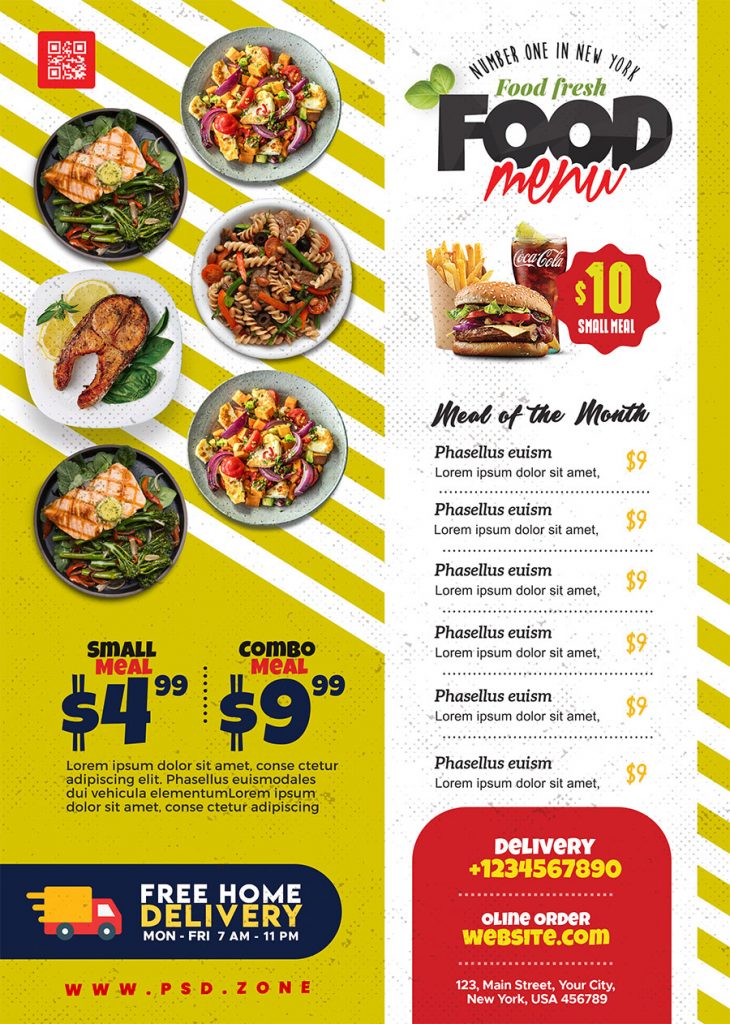 NUMBER ONE IN NEW YORK
Food fresh
FOOD
menu
Coca-Cola
$10
SMALL MEAL
Meal of the Month
Phasellus euism
Lorem ipsum dolor sit amet,
$9
Phasellus euism
Lorem ipsum dolor sit amet,
$9
Phasellus euism
Lorem ipsum dolor sit amet,
$9
Phasellus euism
Lorem ipsum dolor sit amet,
$9
Phasellus euism
Lorem ipsum dolor sit amet,
$9
Phasellus euism
Lorem ipsum dolor sit amet,
$9
SMALL
MEAL
$4.99
COMBO
MEAL
$9.99
Lorem ipsum dolor sit amet, conse ctetur
adipiscing elit. Phasellus euismodales
dui vehicula elementumLorem ipsum
dolor sit amet, conse ctetur adipiscing
FREE HOME
DELIVERY
MON - FRI 7 AM - 11 PM
WWW.PSD.ZONE
DELIVERY
+1234567890
OLINE ORDER
WEBSITE.COM
123, Main Street, Your City,
New York, USA 456789